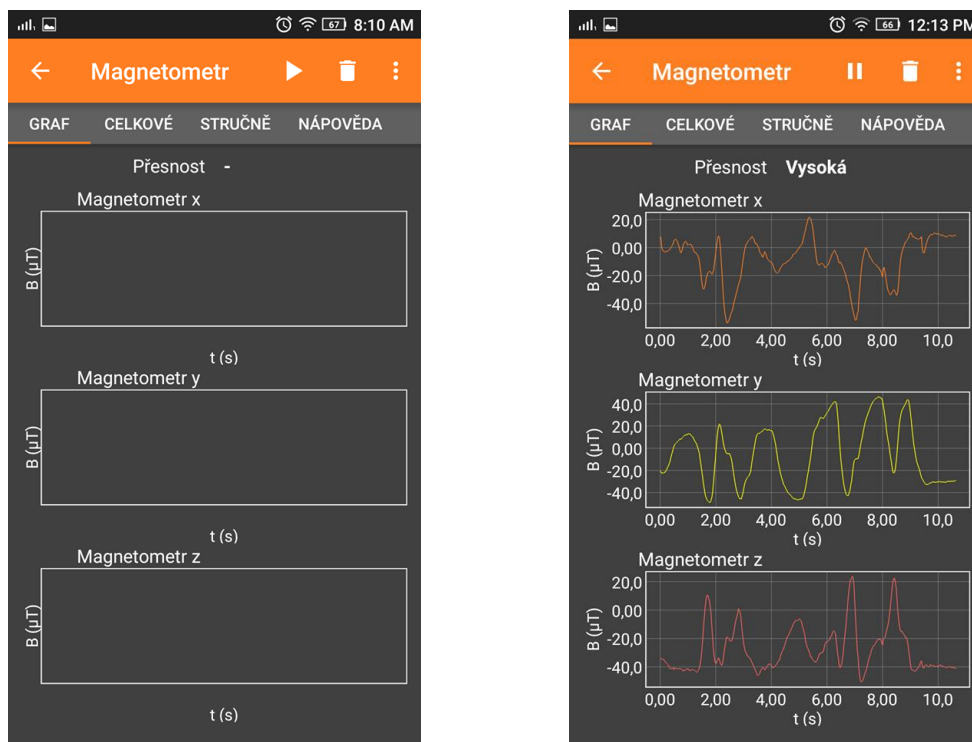 67 8:10 AM
Magnetometr
GRAF CELKOVÉ STRUČNĚ NÁPOVĚDA
Přesnost -
Magnetometr x
B (µT)
t (s)
Magnetometr y
B (µT)
t (s)
Magnetometr z
B (µT)
t (s)
66 12:13 PM
Magnetometr
GRAF CELKOVÉ STRUČNĚ NÁPOVĚDA
Přesnost Vysoká
Magnetometr x
B (µT)
20,0
0,00
-20,0
-40,0
0,00 2,00 4,00 6,00 8,00 10,0
t (s)
Magnetometr y
B (µT)
40,0
20,0
0,00
-20,0
-40,0
0,00 2,00 4,00 6,00 8,00 10,0
t (s)
Magnetometr z
B (µT)
20,0
0,00
-20,0
-40,0
0,00 2,00 4,00 6,00 8,00 10,0
t (s)